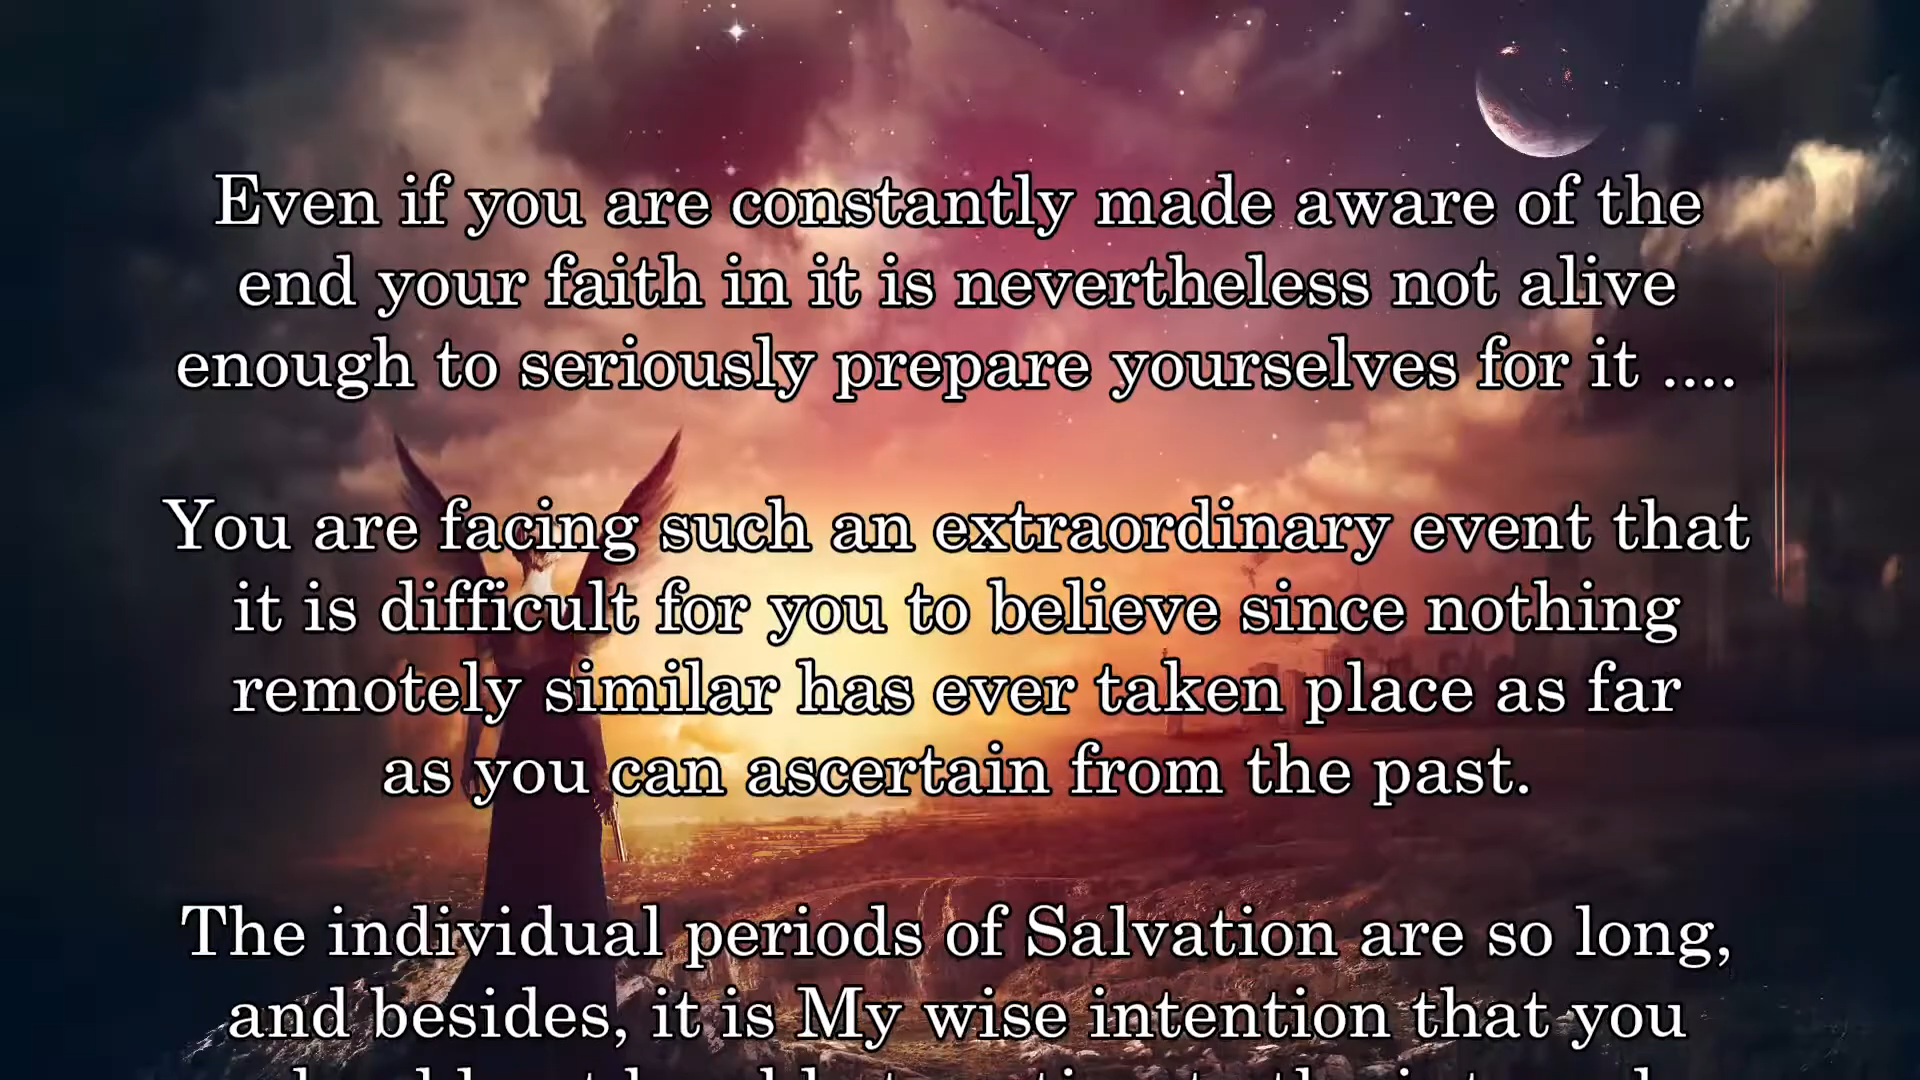 Even if you are constantly made aware of the
end your faith in it is nevertheless not alive
enough to seriously prepare yourselves for it ....
You are facing such an extraordinary event that
it is difficult for you to believe since nothing
remotely similar has ever taken place as far
as you can ascertain from the past.
The individual periods of Salvation are so long,
and besides, it is My wise intention that you